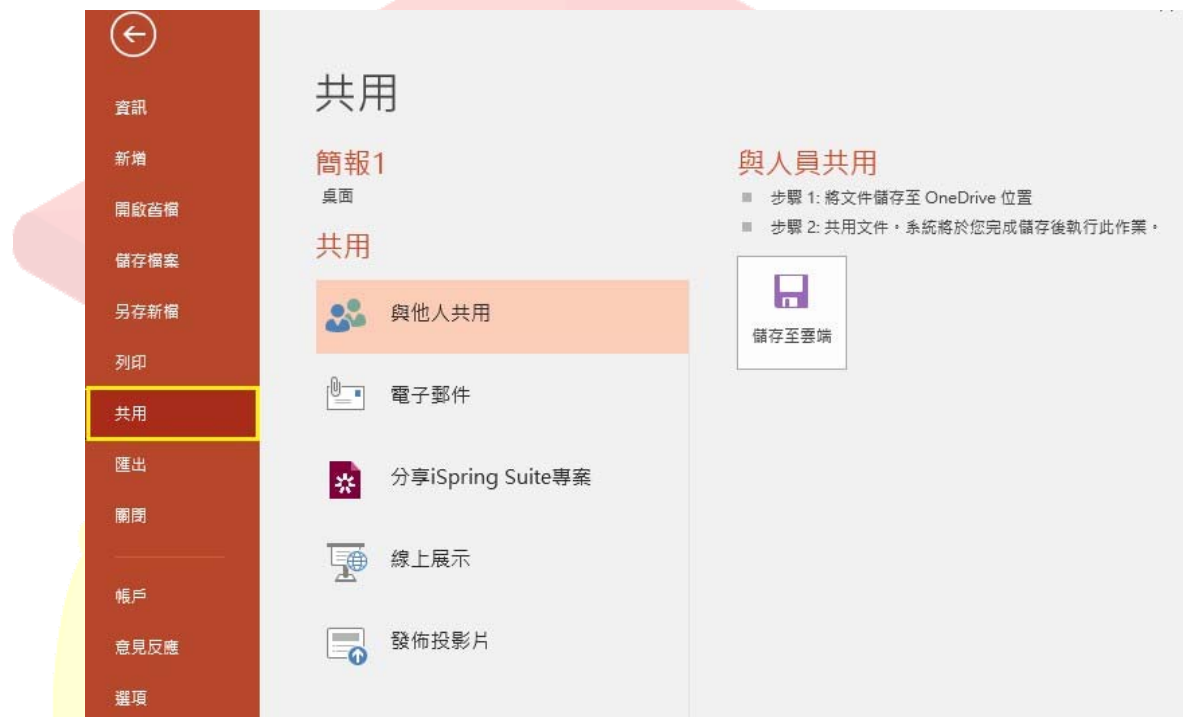 資訊
新增
開啟舊檔
儲存檔案
另存新檔
列印
共用
匯出
關閉
帳戶
意見反應
選項
共用
簡報1
桌面
共用
與他人共用
電子郵件
分享iSpring Suite專案
線上展示
發佈投影片
與人員共用
步驟 1: 將文件儲存至 OneDrive 位置
步驟 2: 共用文件。系統將於您完成儲存後執行此作業。
儲存至雲端